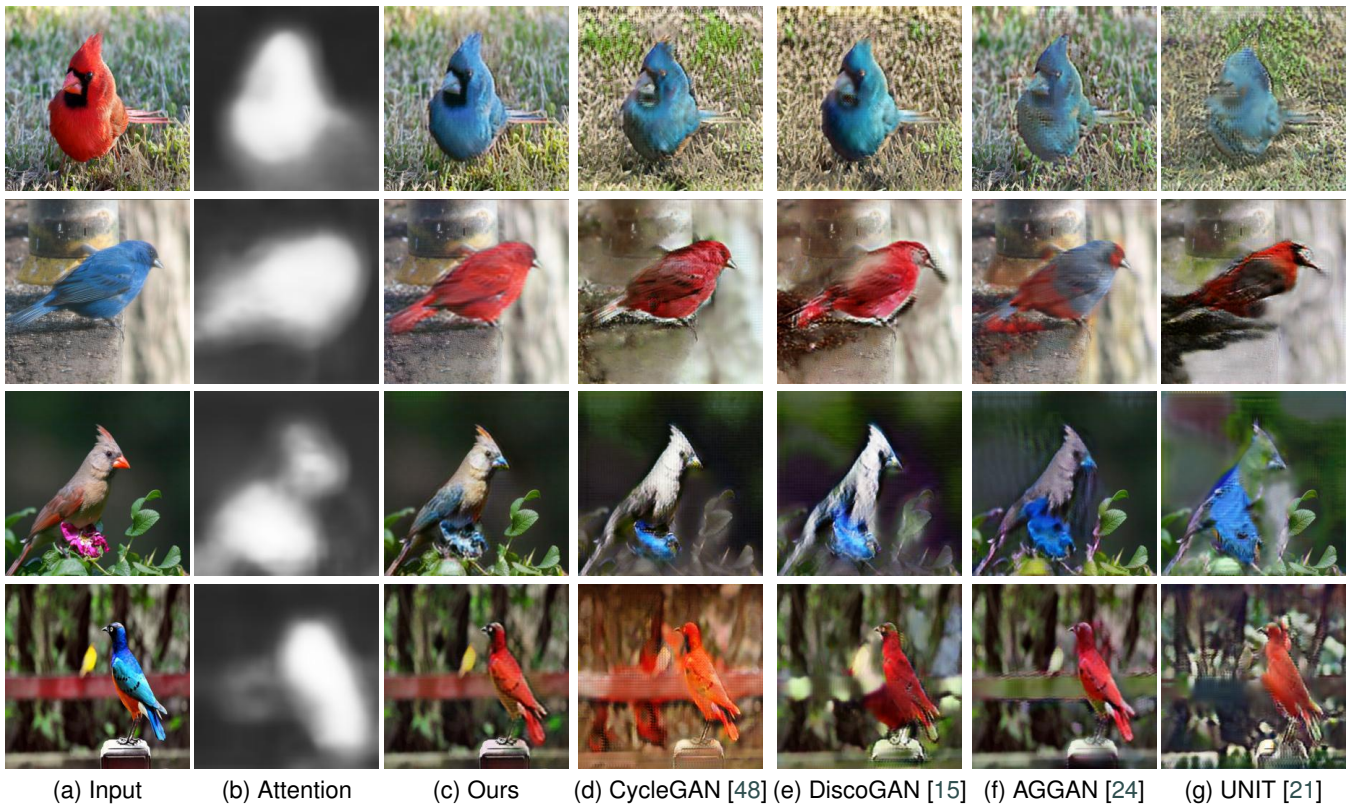 (a) Input (b) Attention (c) Ours (d) CycleGAN [48] (e) DiscoGAN [15] (f) AGGAN [24] (g) UNIT [21]